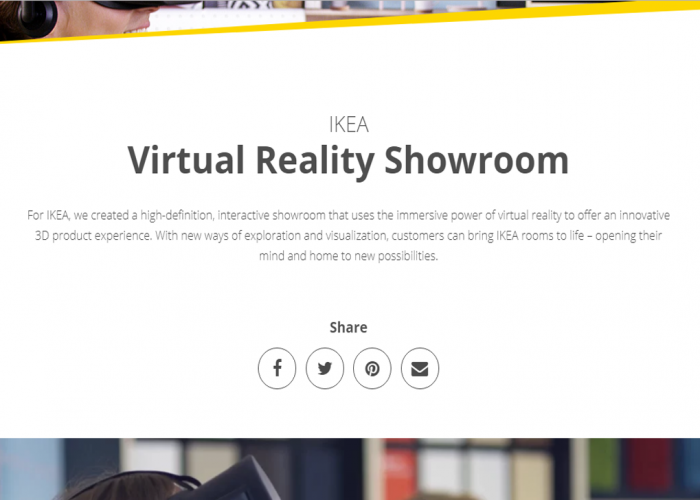 IKEA
Virtual Reality Showroom
For IKEA, we created a high-definition, interactive showroom that uses the immersive power of virtual reality to offer an innovative
3D product experience. With new ways of exploration and visualization, customers can bring IKEA rooms to life – opening their
mind and home to new possibilities.
Share